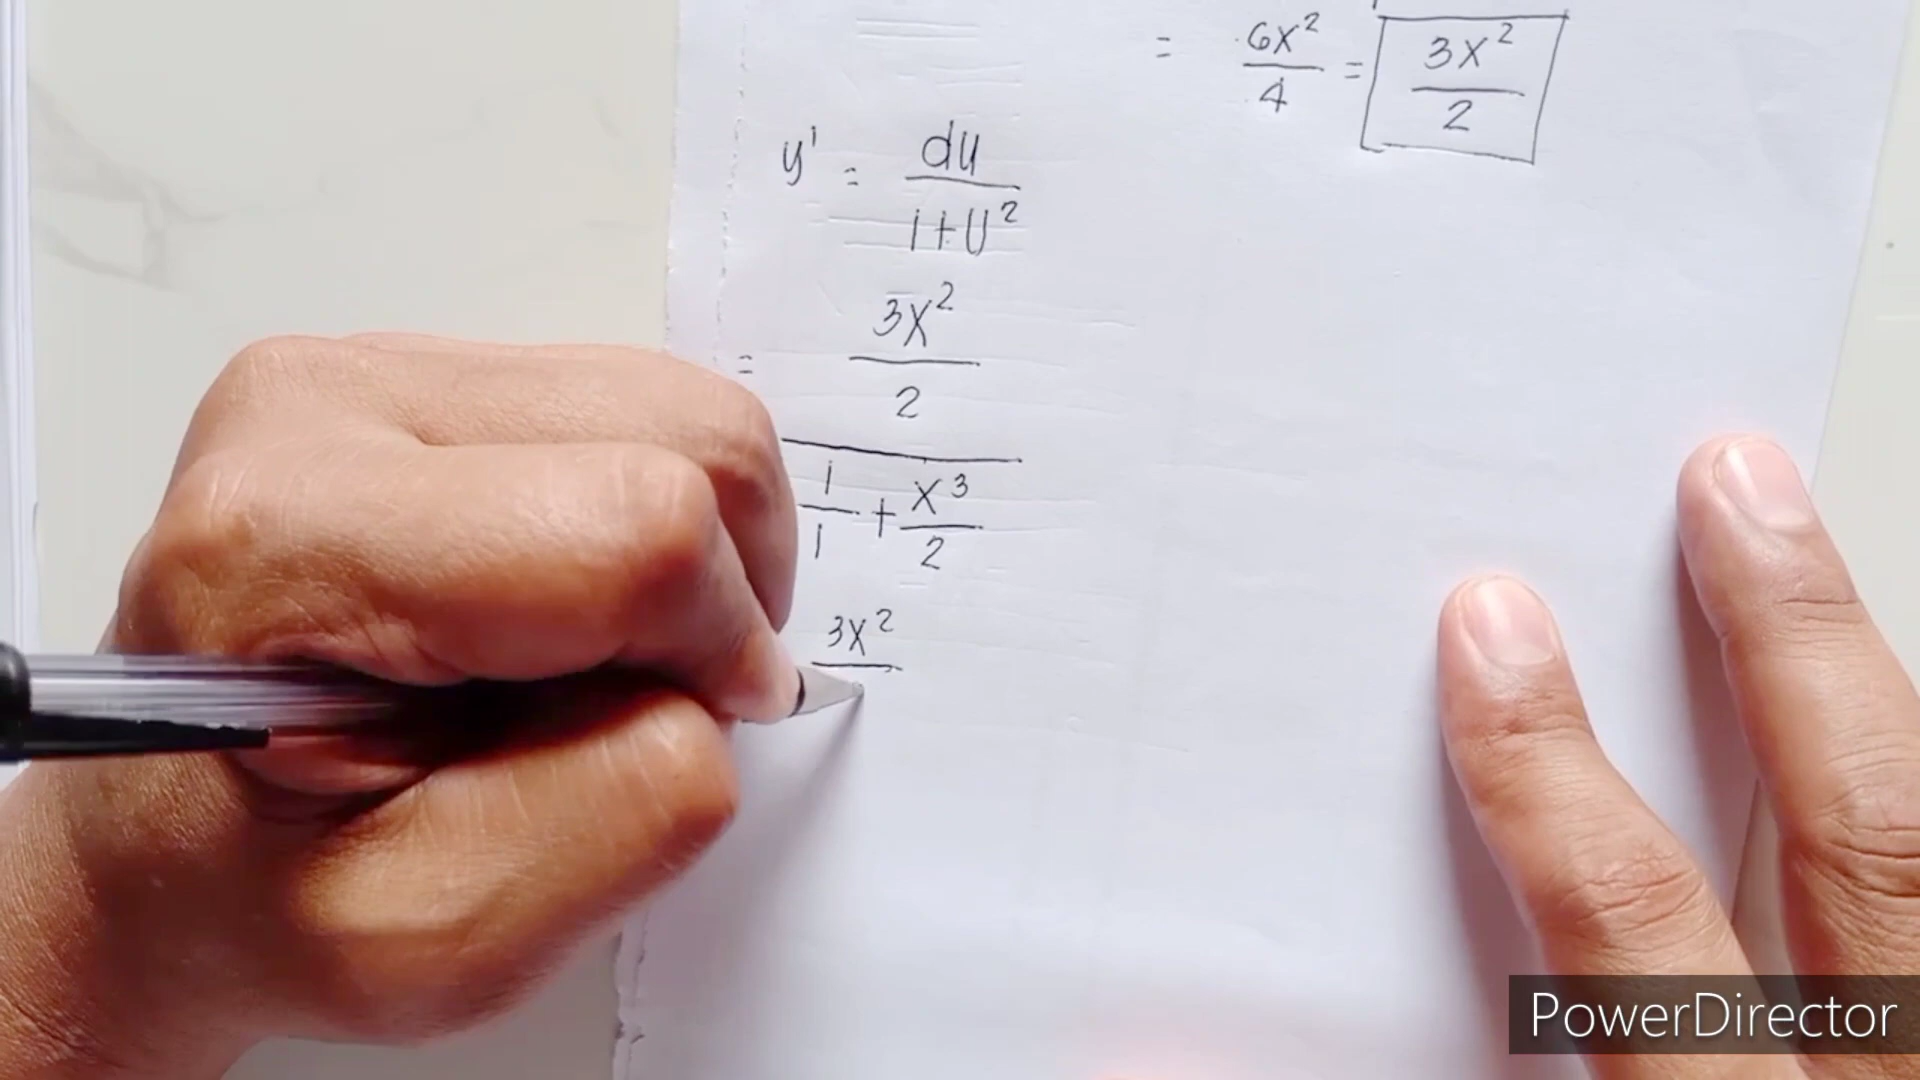 = 6x²/4 = 3x²/2
y' = du/1+u²
= 3x²/2
1/1 + x³/2
3x²
PowerDirector